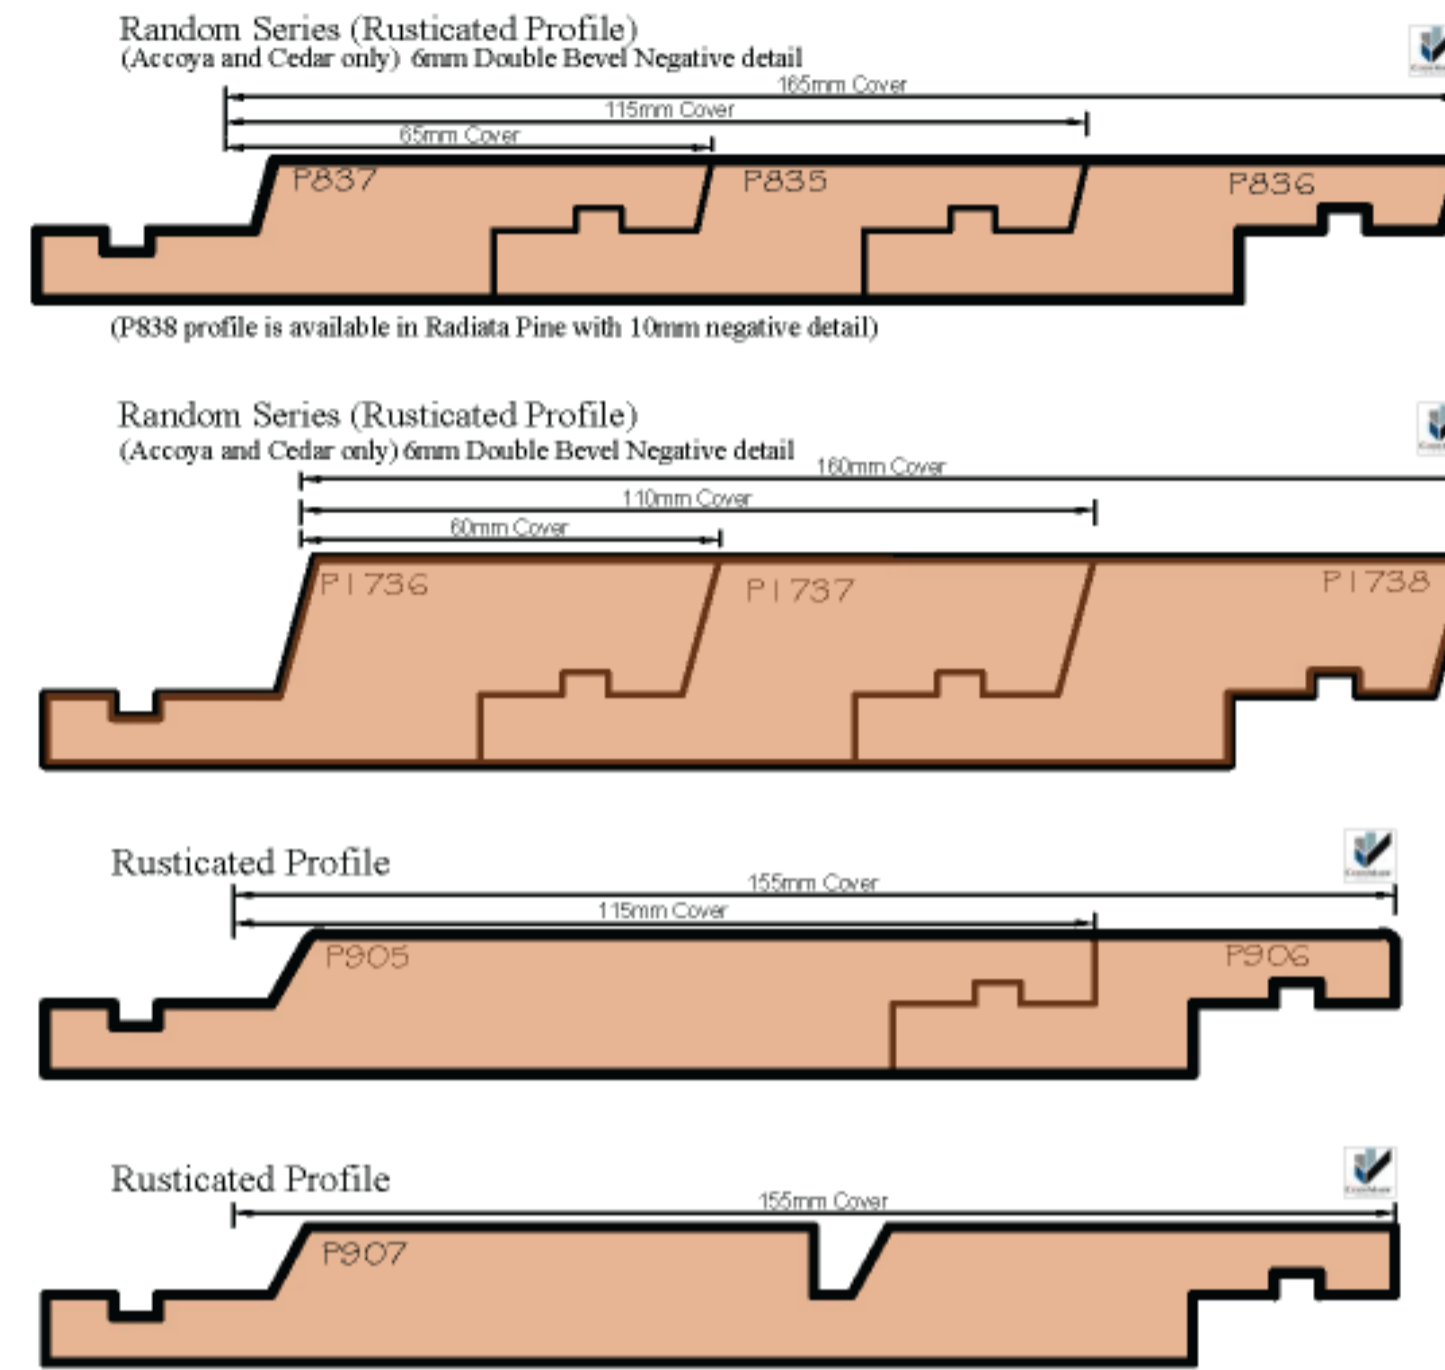 Random Series (Rusticated Profile)
(Accoya and Cedar only) 6mm Double Bevel Negative detail
165mm Cover
115mm Cover
65mm Cover
P837 P835 P836
(P838 profile is available in Radiata Pine with 10mm negative detail)
Random Series (Rusticated Profile)
(Accoya and Cedar only) 6mm Double Bevel Negative detail
160mm Cover
110mm Cover
60mm Cover
P1736 P1737 P1738
Rusticated Profile
155mm Cover
115mm Cover
P905 P906
Rusticated Profile
155mm Cover
P907